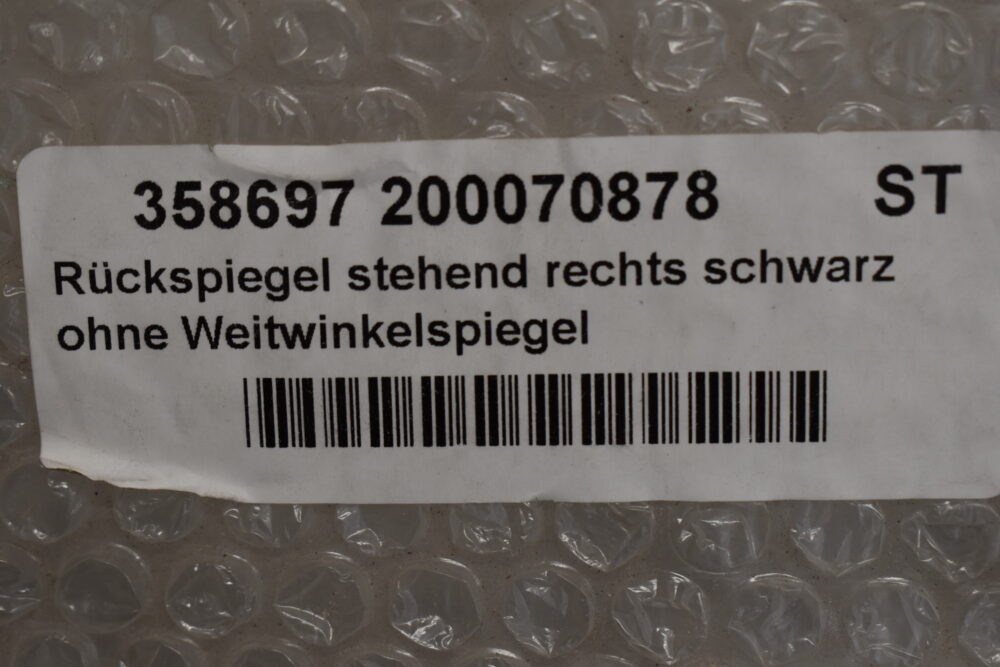 358697 200070878 ST
Rückspiegel stehend rechts schwarz
ohne Weitwinkelspiegel